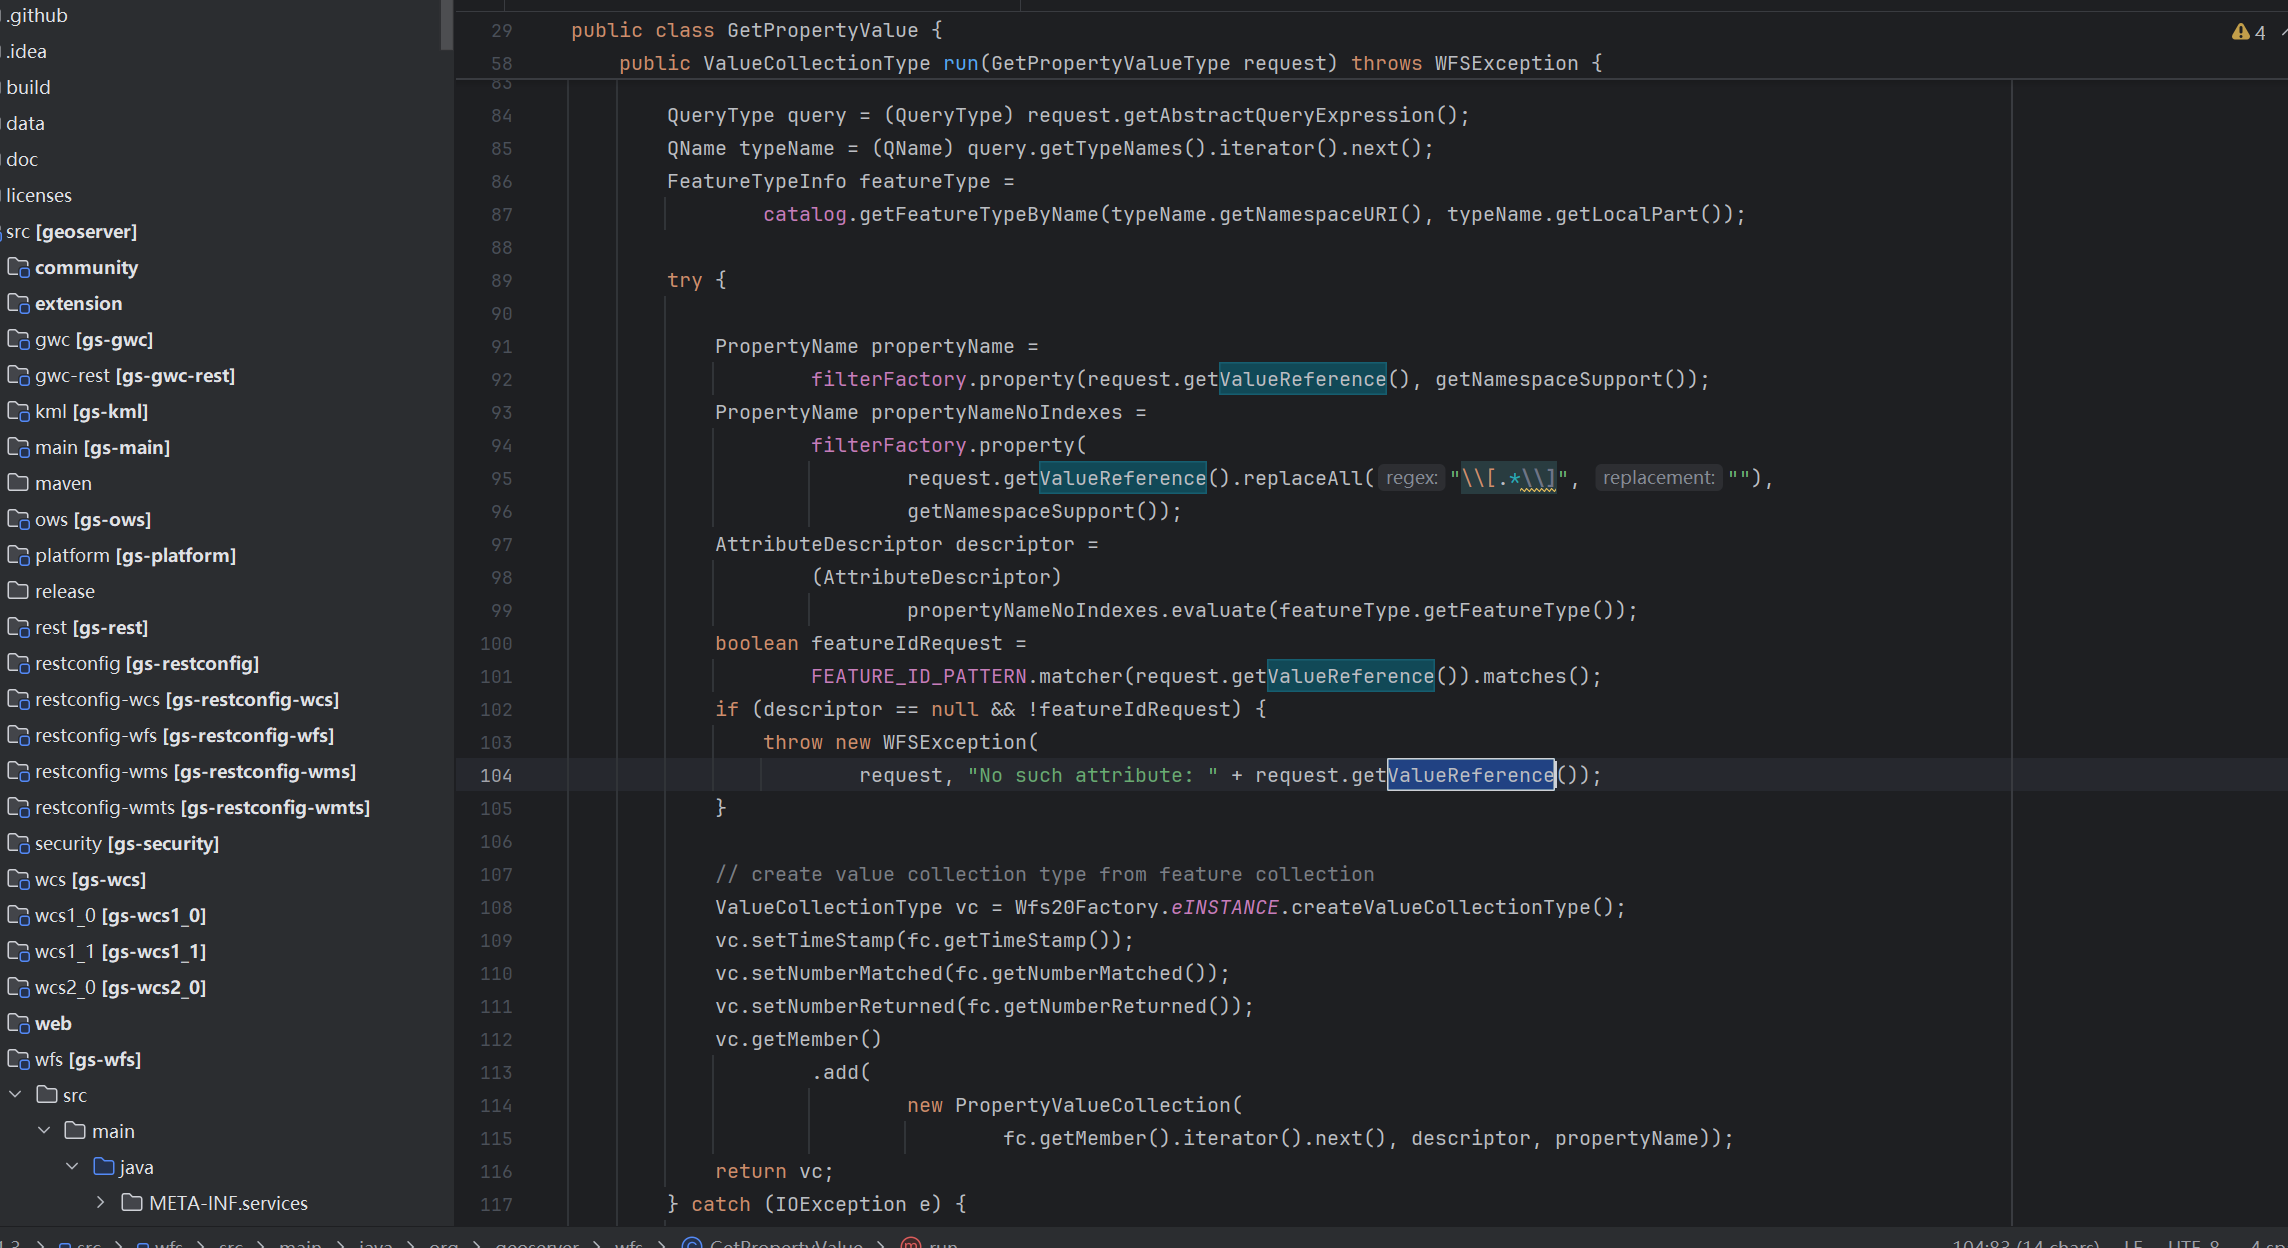 .github
.idea
build
data
doc
licenses
src [geoserver]
community
extension
gwc [gs-gwc]
gwc-rest [gs-gwc-rest]
kml [gs-kml]
main [gs-main]
maven
ows [gs-ows]
platform [gs-platform]
release
rest [gs-rest]
restconfig [gs-restconfig]
restconfig-wcs [gs-restconfig-wcs]
restconfig-wfs [gs-restconfig-wfs]
restconfig-wms [gs-restconfig-wms]
restconfig-wmts [gs-restconfig-wmts]
security [gs-security]
wcs [gs-wcs]
wcs1_0 [gs-wcs1_0]
wcs1_1 [gs-wcs1_1]
wcs2_0 [gs-wcs2_0]
web
wfs [gs-wfs]
src
main
java
META-INF.services
29 public class GetPropertyValue {
4
58 public ValueCollectionType run(GetPropertyValueType request) throws WFSException {
83
84 QueryType query = (QueryType) request.getAbstractQueryExpression();
85 QName typeName = (QName) query.getTypeNames().iterator().next();
86 FeatureTypeInfo featureType =
87 catalog.getFeatureTypeByName(typeName.getNamespaceURI(), typeName.getLocalPart());
88
89 try {
90
91 PropertyName propertyName =
92 filterFactory.property(request.getValueReference(), getNamespaceSupport());
93 PropertyName propertyNameNoIndexes =
94 filterFactory.property(
95 request.getValueReference().replaceAll( regex: "\\[.*\\]", replacement: ""),
96 getNamespaceSupport());
97 AttributeDescriptor descriptor =
98 (AttributeDescriptor)
99 propertyNameNoIndexes.evaluate(featureType.getFeatureType());
100 boolean featureIdRequest =
101 FEATURE_ID_PATTERN.matcher(request.getValueReference()).matches();
102 if (descriptor == null && !featureIdRequest) {
103 throw new WFSException(
104 request, "No such attribute: " + request.getValueReference());
105 }
106
107 // create value collection type from feature collection
108 ValueCollectionType vc = Wfs20Factory.eINSTANCE.createValueCollectionType();
109 vc.setTimeStamp(fc.getTimeStamp());
110 vc.setNumberMatched(fc.getNumberMatched());
111 vc.setNumberReturned(fc.getNumberReturned());
112 vc.getMember()
113 .add(
114 new PropertyValueCollection(
115 fc.getMember().iterator().next(), descriptor, propertyName));
116 return vc;
117 } catch (IOException e) {
src wfs src main java org geoserver wfs GetPropertyValue run
104:83 (14 chars) LF UTF-8